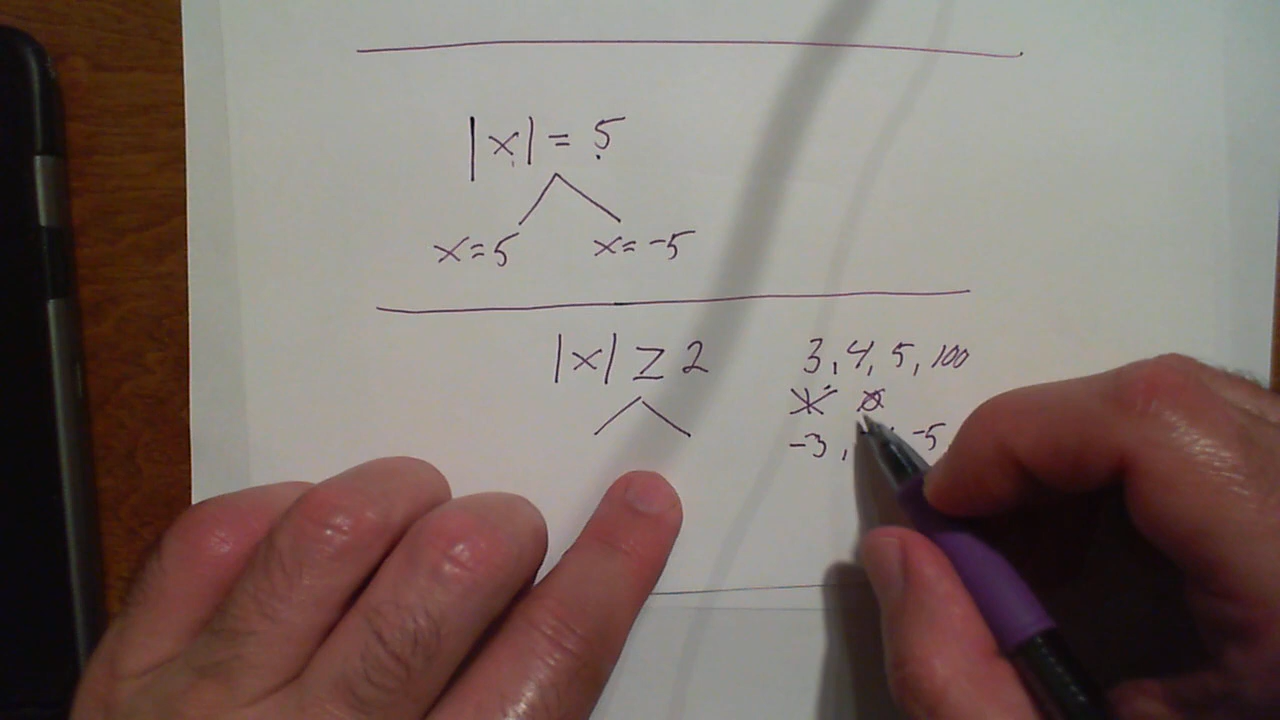 |x| = 5
x=5 x=-5
|x| ≥ 2
3, 4, 5, 100
-3, -5